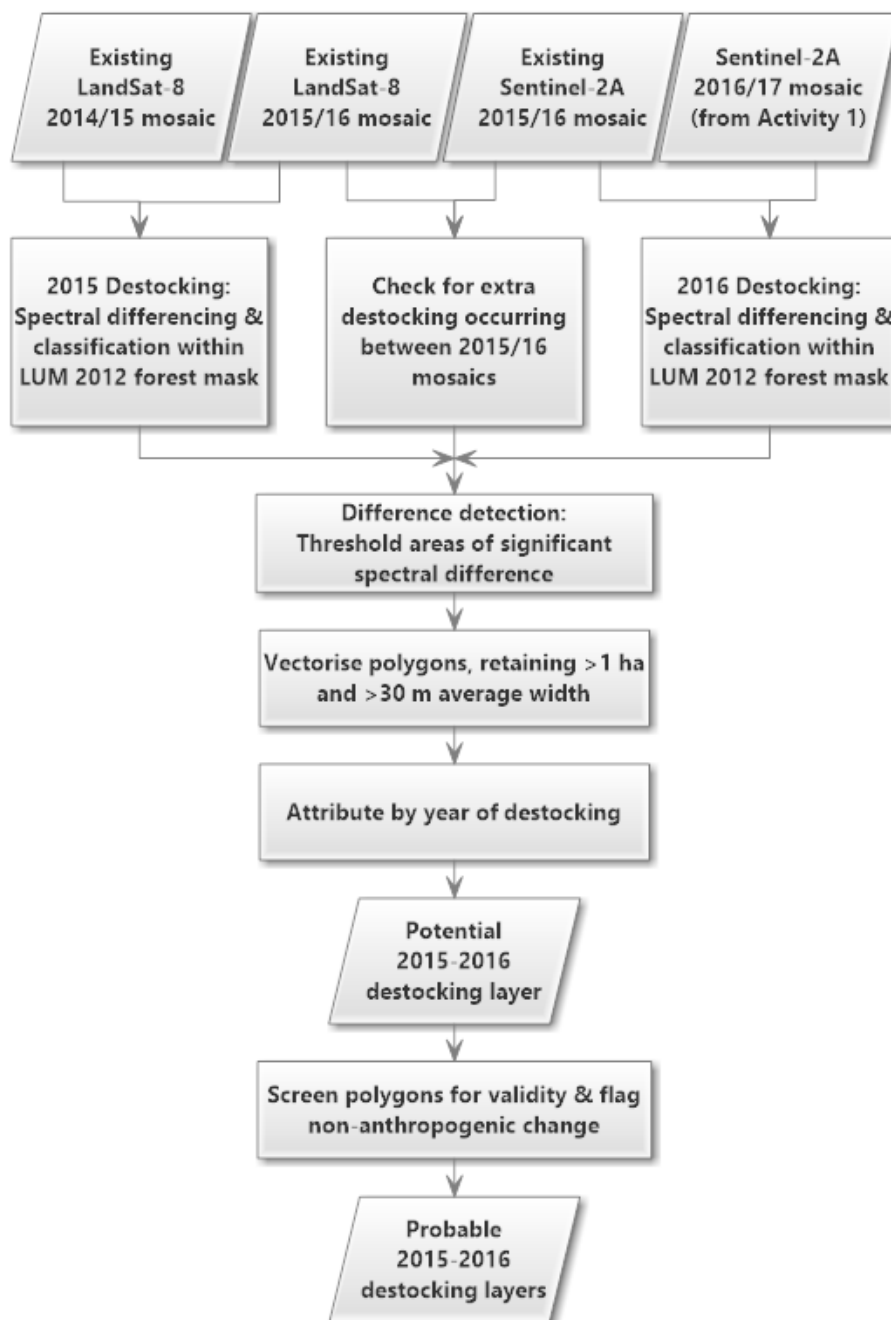 Existing
LandSat-8
2014/15 mosaic
Existing
LandSat-8
2015/16 mosaic
Existing
Sentinel-2A
2015/16 mosaic
Sentinel-2A
2016/17 mosaic
(from Activity 1)
2015 Destocking:
Spectral differencing &
classification within
LUM 2012 forest mask
Check for extra
destocking occurring
between 2015/16
mosaics
2016 Destocking:
Spectral differencing &
classification within
LUM 2012 forest mask
Difference detection:
Threshold areas of significant
spectral difference
Vectorise polygons, retaining >1 ha
and >30 m average width
Attribute by year of destocking
Potential
2015-2016
destocking layer
Screen polygons for validity & flag
non-anthropogenic change
Probable
2015-2016
destocking layers